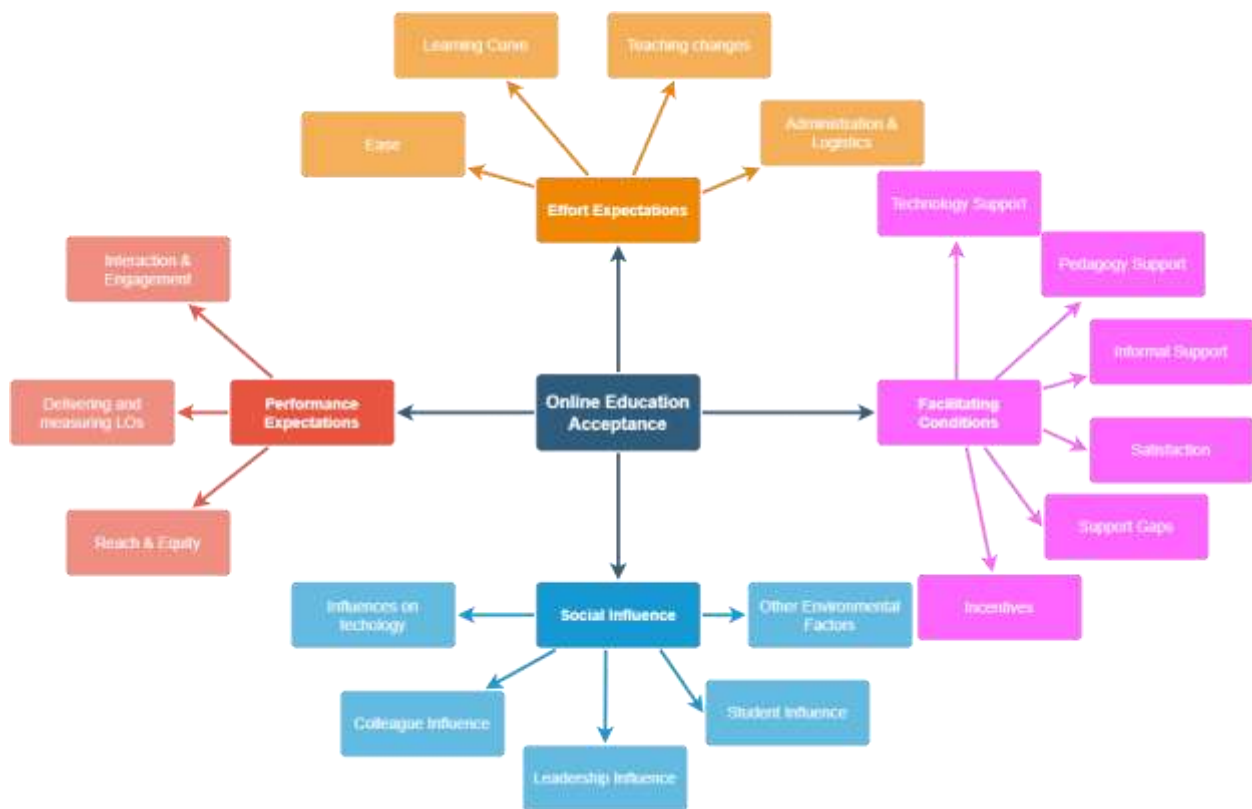 Learning Curve
Teaching changes
Ease
Administration &
Logistics
Effort Expectations
Technology Support
Pedagogy Support
Interaction &
Engagement
Informal Support
Delivering and
measuring LOs
Performance
Expectations
Online Education
Acceptance
Facilitating
Conditions
Satisfaction
Reach & Equity
Support Gaps
Influences on
techology
Social Influence
Other Environmental
Factors
Incentives
Colleague Influence
Student Influence
Leadership Influence